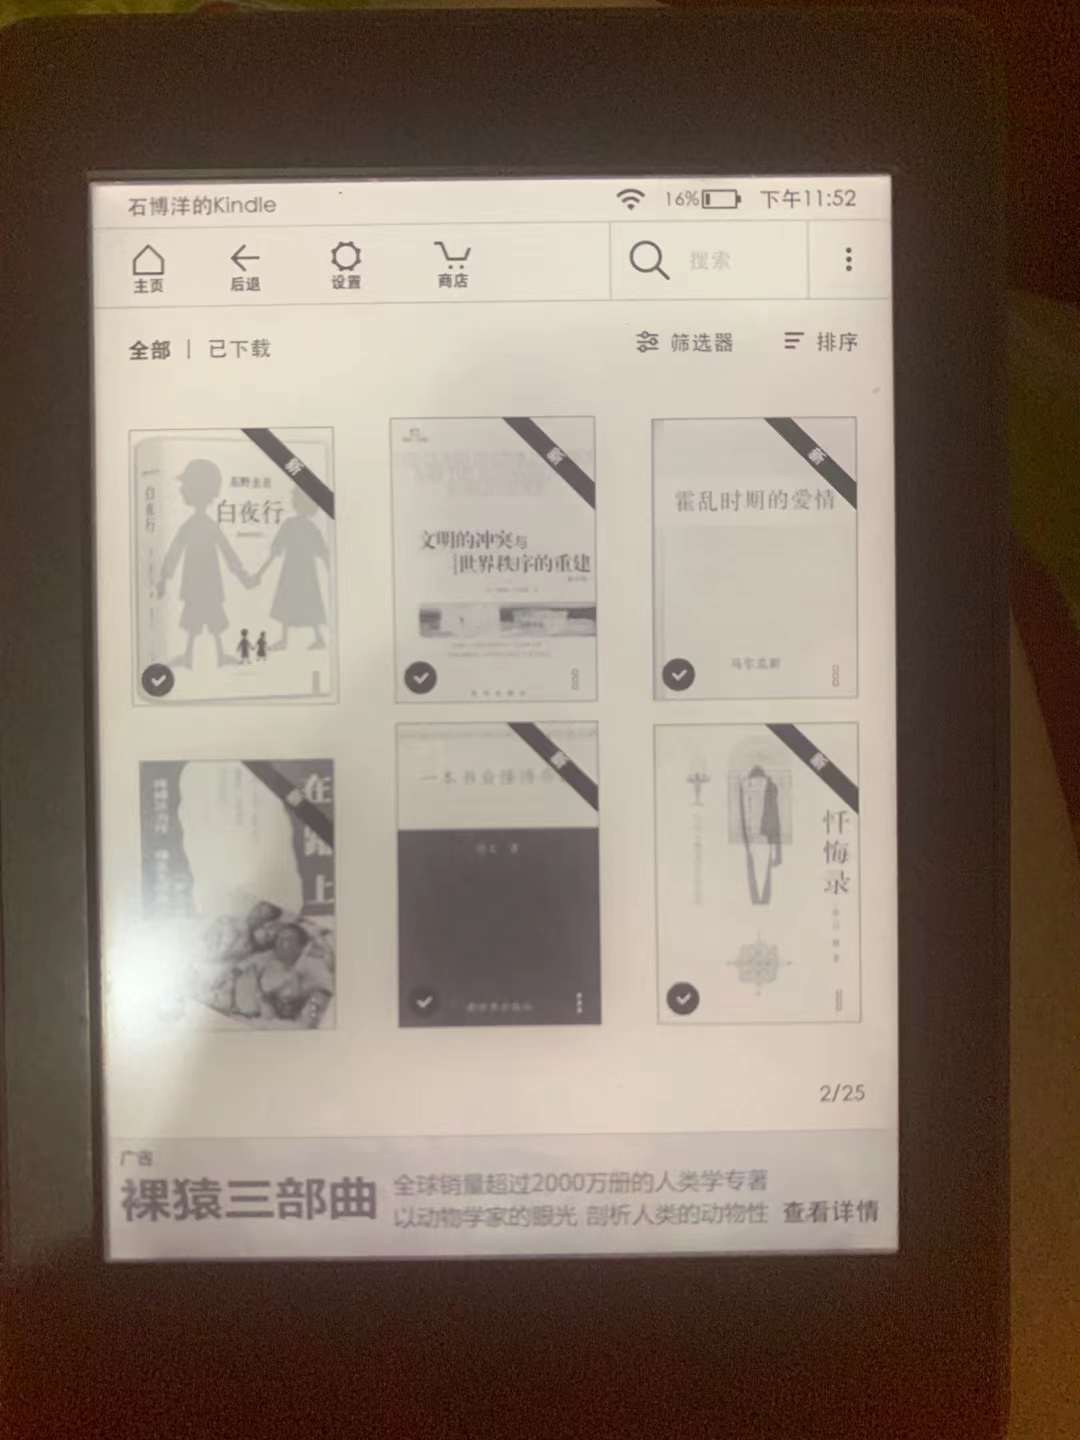 石博洋的Kindle
16%
下午11:52
主页
后退
设置
商店
搜索
全部 | 已下载
筛选器
排序
新
东野圭吾
白夜行
白夜行
新
文明的冲突与
世界秩序的重建
新
霍乱时期的爱情
马尔克斯
新
在
路
上
新
一本书自懂
新
忏
悔
录
2/25
广告
裸猿三部曲
全球销量超过2000万册的人类学专著
以动物学家的眼光 剖析人类的动物性
查看详情